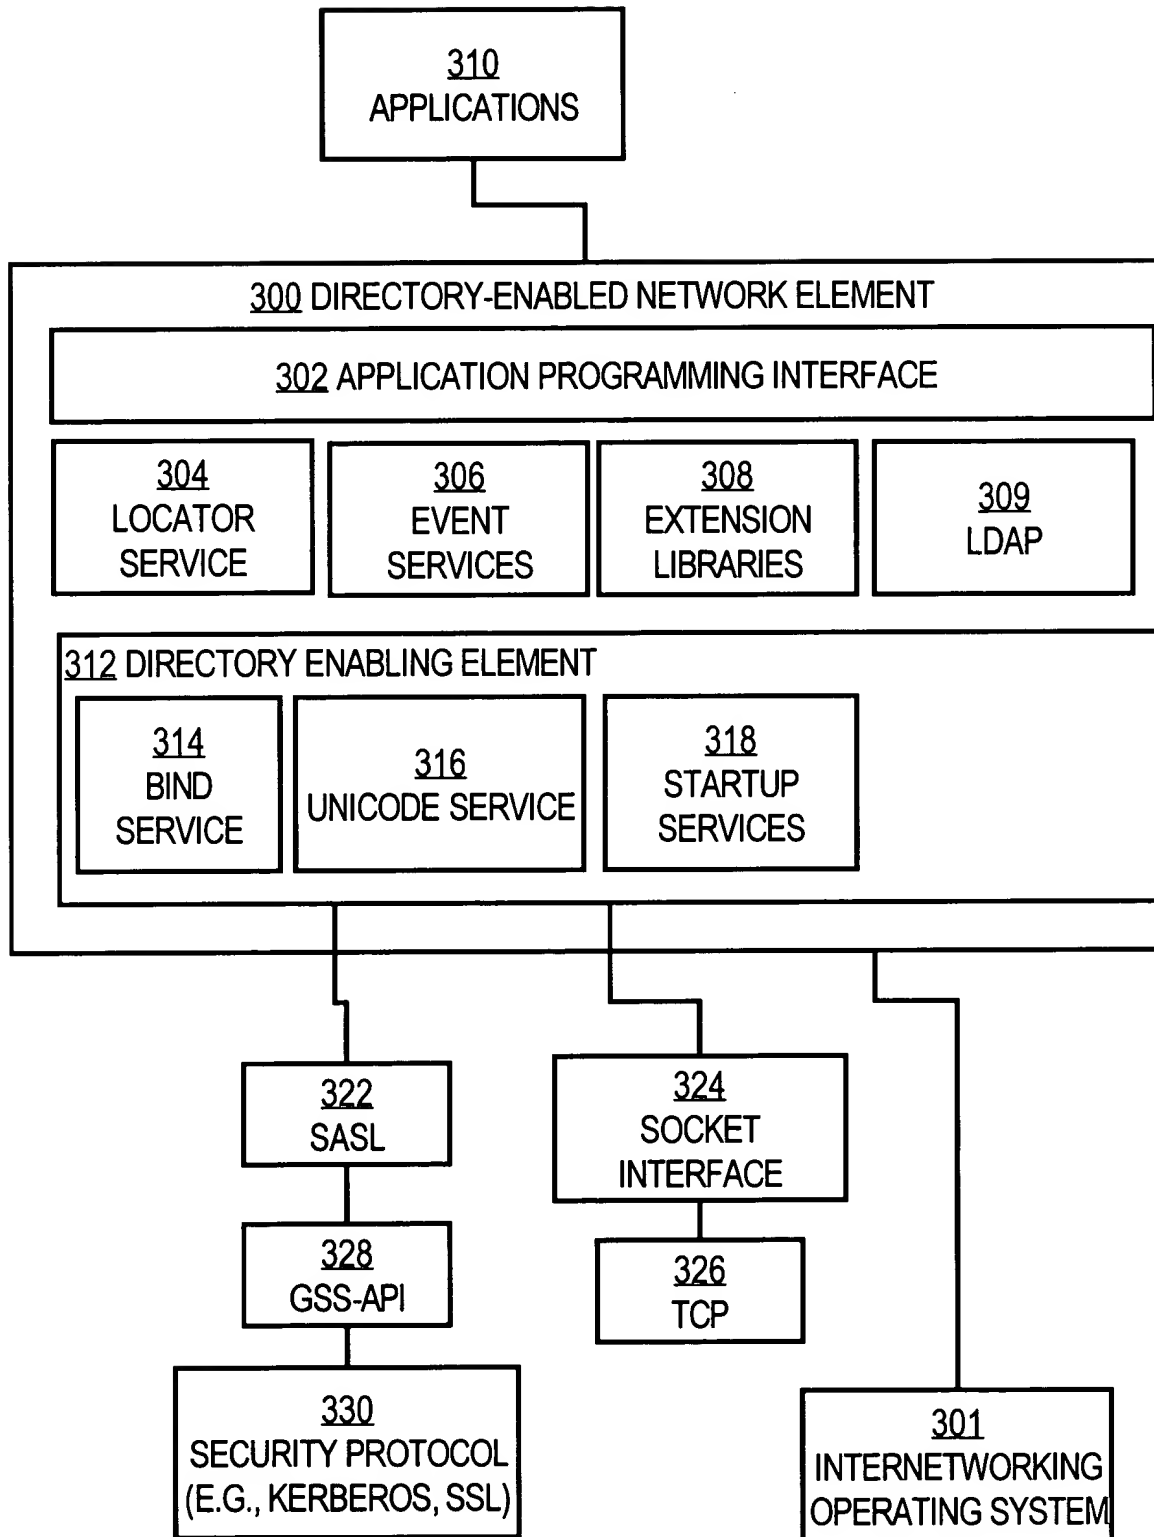 310
APPLICATIONS
300 DIRECTORY-ENABLED NETWORK ELEMENT
302 APPLICATION PROGRAMMING INTERFACE
304
LOCATOR
SERVICE
306
EVENT
SERVICES
308
EXTENSION
LIBRARIES
309
LDAP
312 DIRECTORY ENABLING ELEMENT
314
BIND
SERVICE
316
UNICODE SERVICE
318
STARTUP
SERVICES
322
SASL
324
SOCKET
INTERFACE
328
GSS-API
326
TCP
330
SECURITY PROTOCOL
(E.G., KERBEROS, SSL)
301
INTERNETWORKING
OPERATING SYSTEM